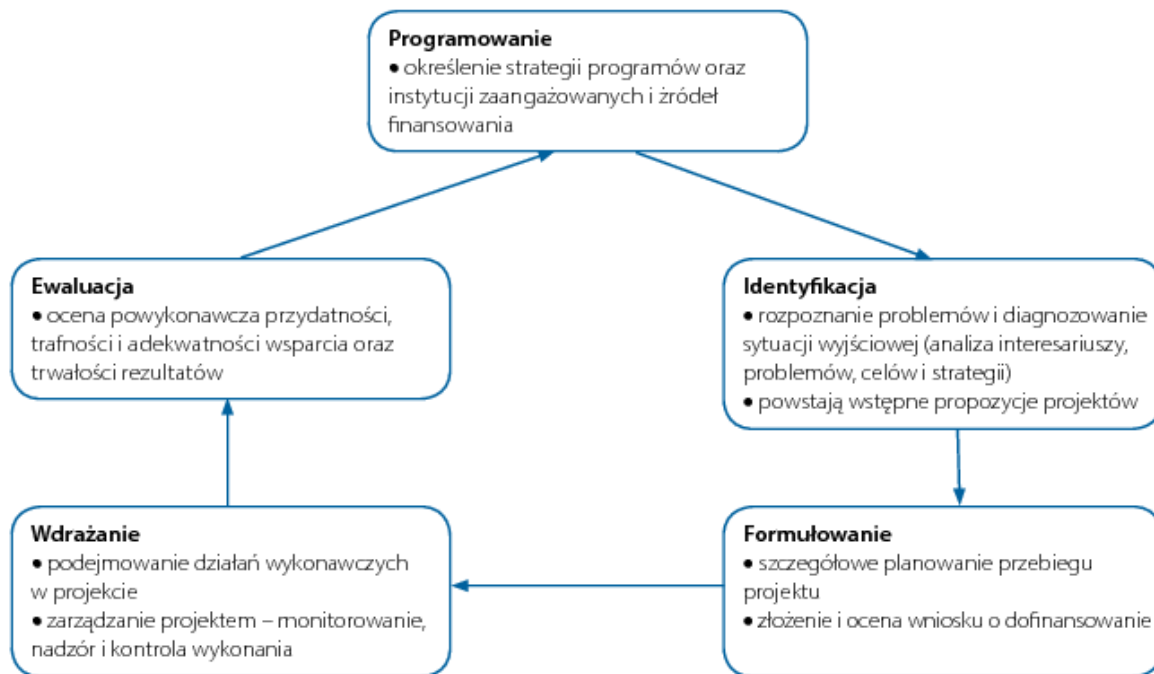 Programowanie
• określenie strategii programów oraz
instytucji zaangażowanych i źródeł
finansowania
Ewaluacja
• ocena powykonawcza przydatności,
trafności i adekwatności wsparcia oraz
trwałości rezultatów
Identyfikacja
• rozpoznanie problemów i diagnozowanie
sytuacji wyjściowej (analiza interesariuszy,
problemów, celów i strategii)
• powstają wstępne propozycje projektów
Wdrażanie
• podejmowanie działań wykonawczych
w projekcie
• zarządzanie projektem – monitorowanie,
nadzór i kontrola wykonania
Formułowanie
• szczegółowe planowanie przebiegu
projektu
• złożenie i ocena wniosku o dofinansowanie